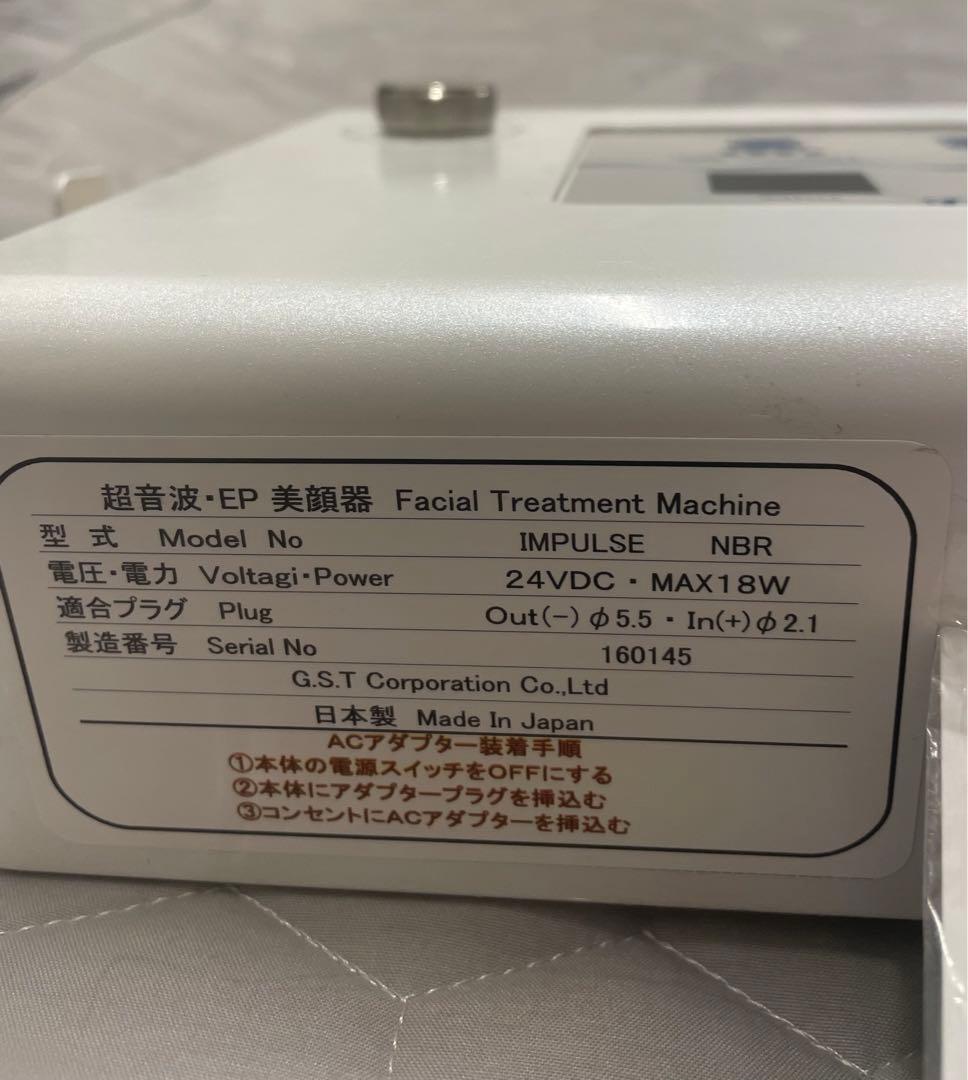 超音波・EP 美顔器 Facial Treatment Machine
型 式 Model No IMPULSE NBR
電圧・電力 Voltagi・Power 24VDC・MAX18W
適合プラグ Plug Out(-)φ5.5・In(+)φ2.1
製造番号 Serial No 160145
G.S.T Corporation Co.,Ltd
日本製 Made In Japan
ACアダプター装着手順
①本体の電源スイッチをOFFにする
②本体にアダプタープラグを挿込む
③コンセントにACアダプターを挿込む